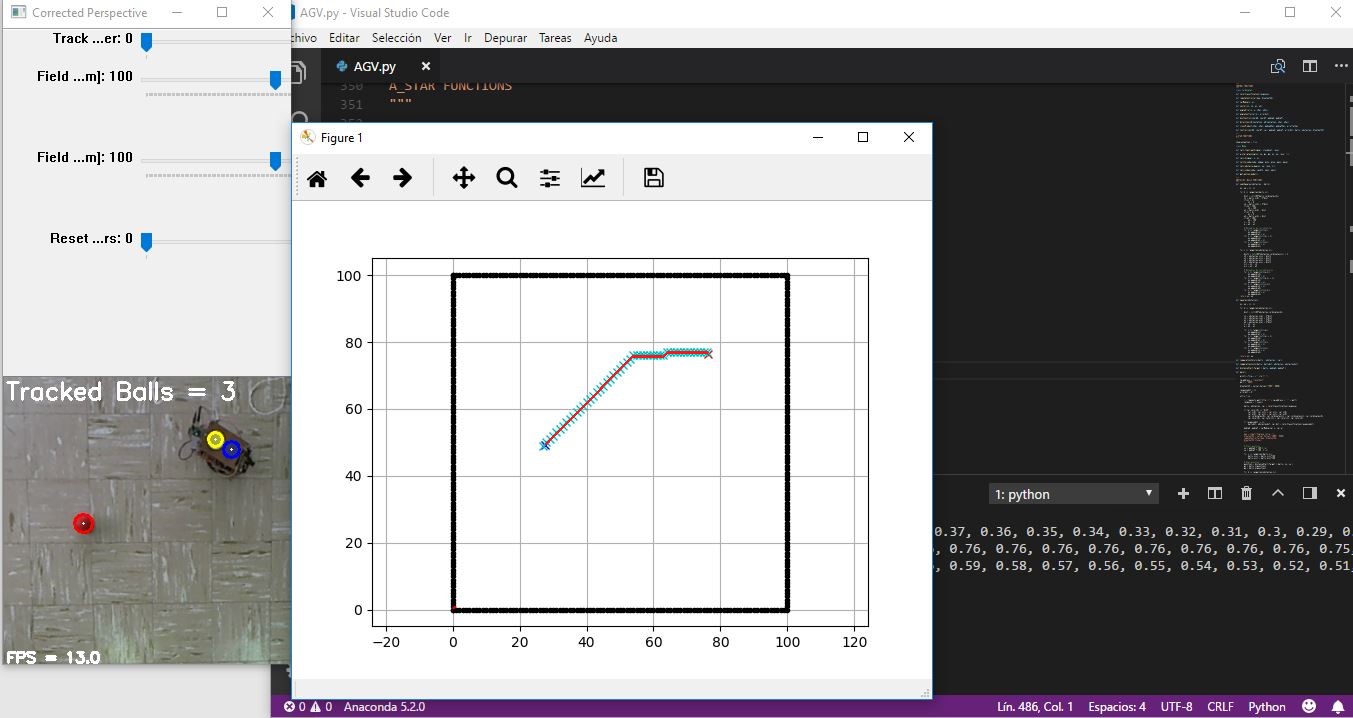 Corrected Perspective
Track ...er: 0
Field ...m]: 100
Field ...m]: 100
Reset ...rs: 0
Tracked Balls = 3
FPS = 13.0
AGV.py - Visual Studio Code
chivo Editar Selección Ver Ir Depurar Tareas Ayuda
AGV.py
350 A_STAR FUNCTIONS
351 """
Figure 1
100
80
60
40
20
0
−20 0 20 40 60 80 100 120
1: python
0.37, 0.36, 0.35, 0.34, 0.33, 0.32, 0.31, 0.3, 0.29, 0.
, 0.76, 0.76, 0.76, 0.76, 0.76, 0.76, 0.76, 0.76, 0.75,
, 0.59, 0.58, 0.57, 0.56, 0.55, 0.54, 0.53, 0.52, 0.51,
0 0 Anaconda 5.2.0
Lín. 486, Col. 1 Espacios: 4 UTF-8 CRLF Python